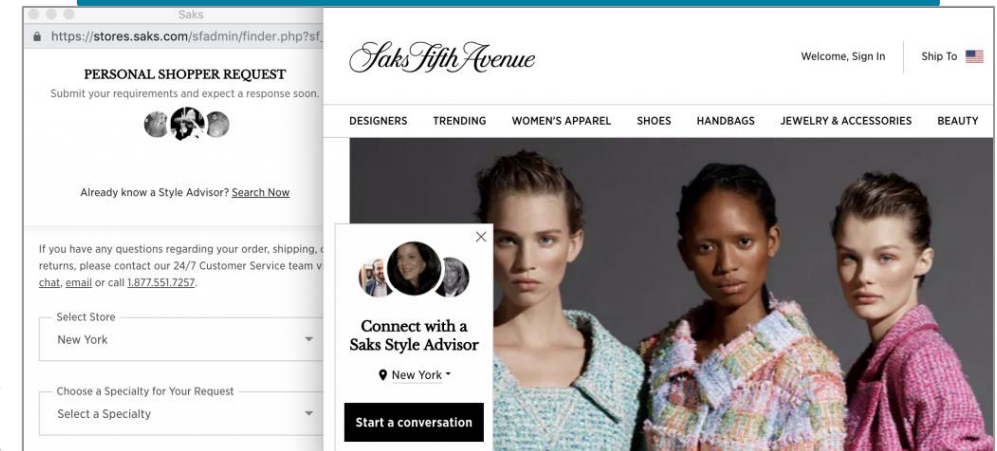 Saks
https://stores.saks.com/sfadmin/finder.php?sf_
PERSONAL SHOPPER REQUEST
Submit your requirements and expect a response soon.
Already know a Style Advisor? Search Now
If you have any questions regarding your order, shipping,
returns, please contact our 24/7 Customer Service team
chat, email or call 1.877.551.7257.
Select Store
New York
Choose a Specialty for Your Request
Select a Specialty
Saks Fifth Avenue
Welcome, Sign In
Ship To
DESIGNERS TRENDING WOMEN'S APPAREL SHOES HANDBAGS JEWELRY & ACCESSORIES BEAUTY
Connect with a
Saks Style Advisor
New York
Start a conversation